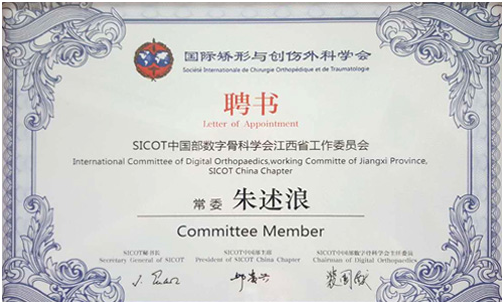 国际矫形与创伤外科学会
Société Internationale de Chirurgie Orthopédique et de Traumatologie
聘书
Letter of Appointment
SICOT中国部数字骨科学会江西省工作委员会
International Committee of Digital Orthopaedics,working Committe of Jiangxi Province,
SICOT China Chapter
常委 朱述浪
Committee Member
SICOT秘书长 SICOT中国部主席 SICOT中国部数字骨科学会主任委员
Secretary General of SICOT President of SICOT China Chapter Chairman of Digital Orthopaedics